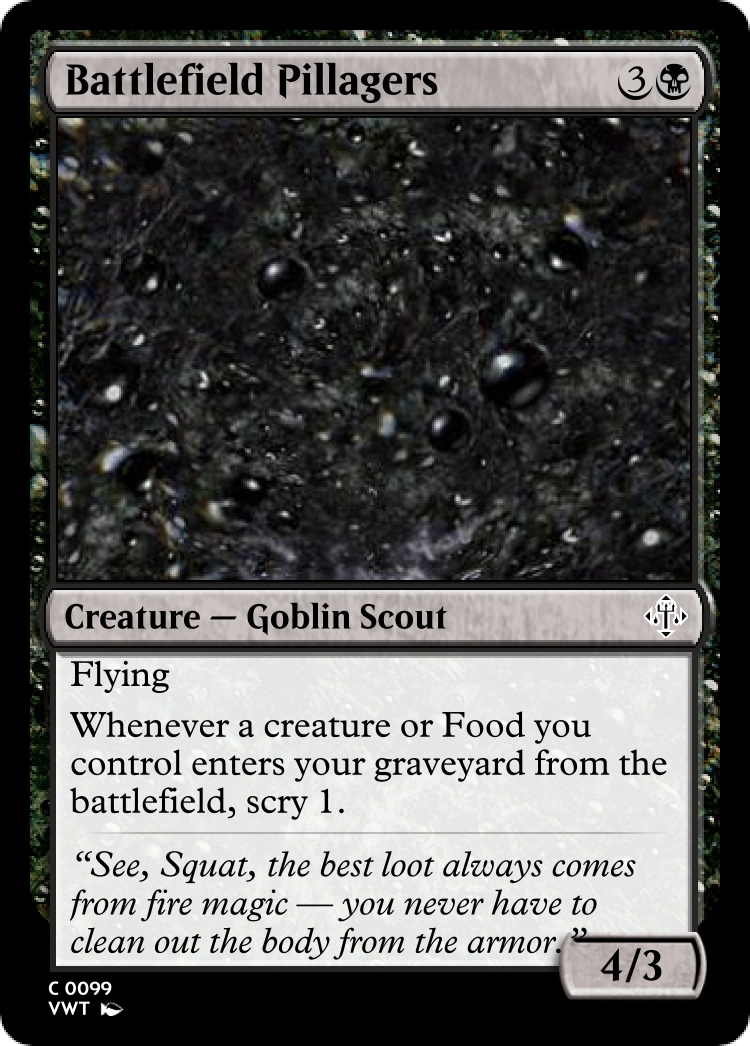 Battlefield Pillagers 3
Creature — Goblin Scout
Flying
Whenever a creature or Food you
control enters your graveyard from the
battlefield, scry 1.
“See, Squat, the best loot always comes
from fire magic — you never have to
clean out the body from the armor.”
4/3
C 0099
VWT